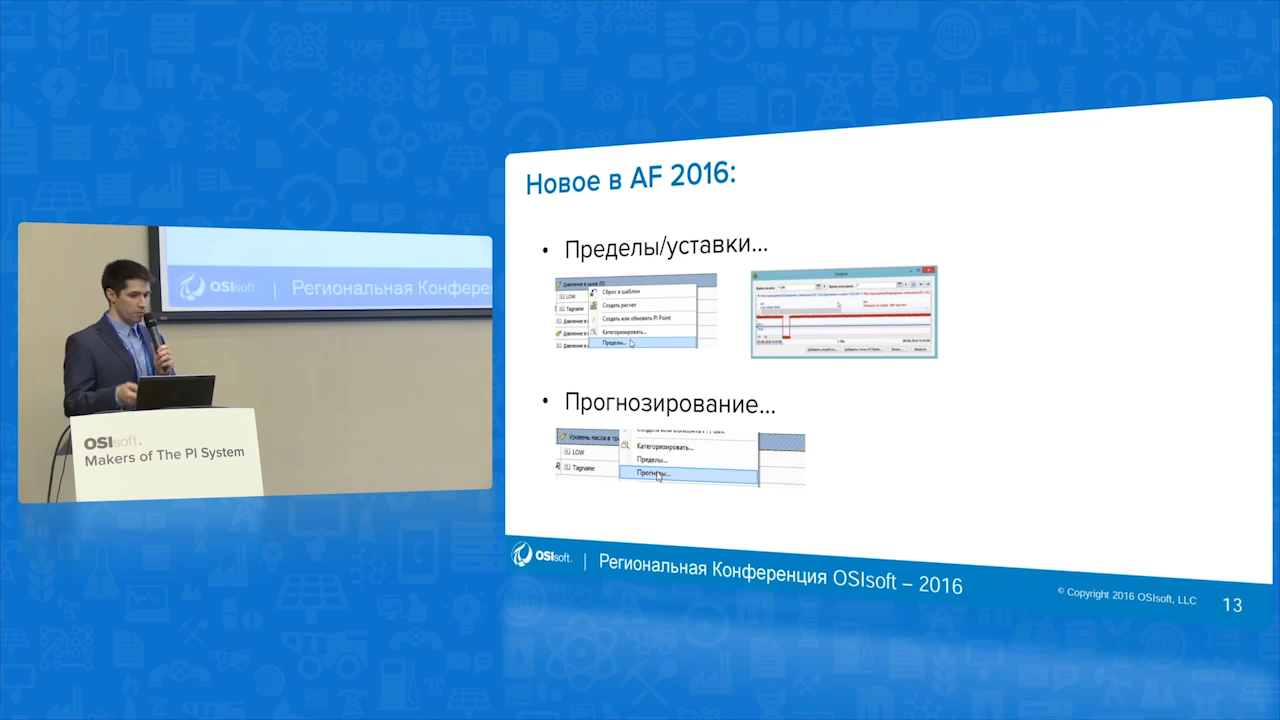 OSIsoft. | Региональная Конфере
OSIsoft.
Makers of The PI System
Новое в AF 2016:
• Пределы/уставки...
LOW
Tagname
Сброс в шаблон
Создать расчет
Создать или обновить PI Point
Категоризировать...
Пределы...
• Прогнозирование...
Уровень масла в тр
LOW
Tagname
Категоризировать...
Пределы...
Прогнозы...
OSIsoft. | Региональная Конференция OSIsoft – 2016
© Copyright 2016 OSIsoft, LLC
13